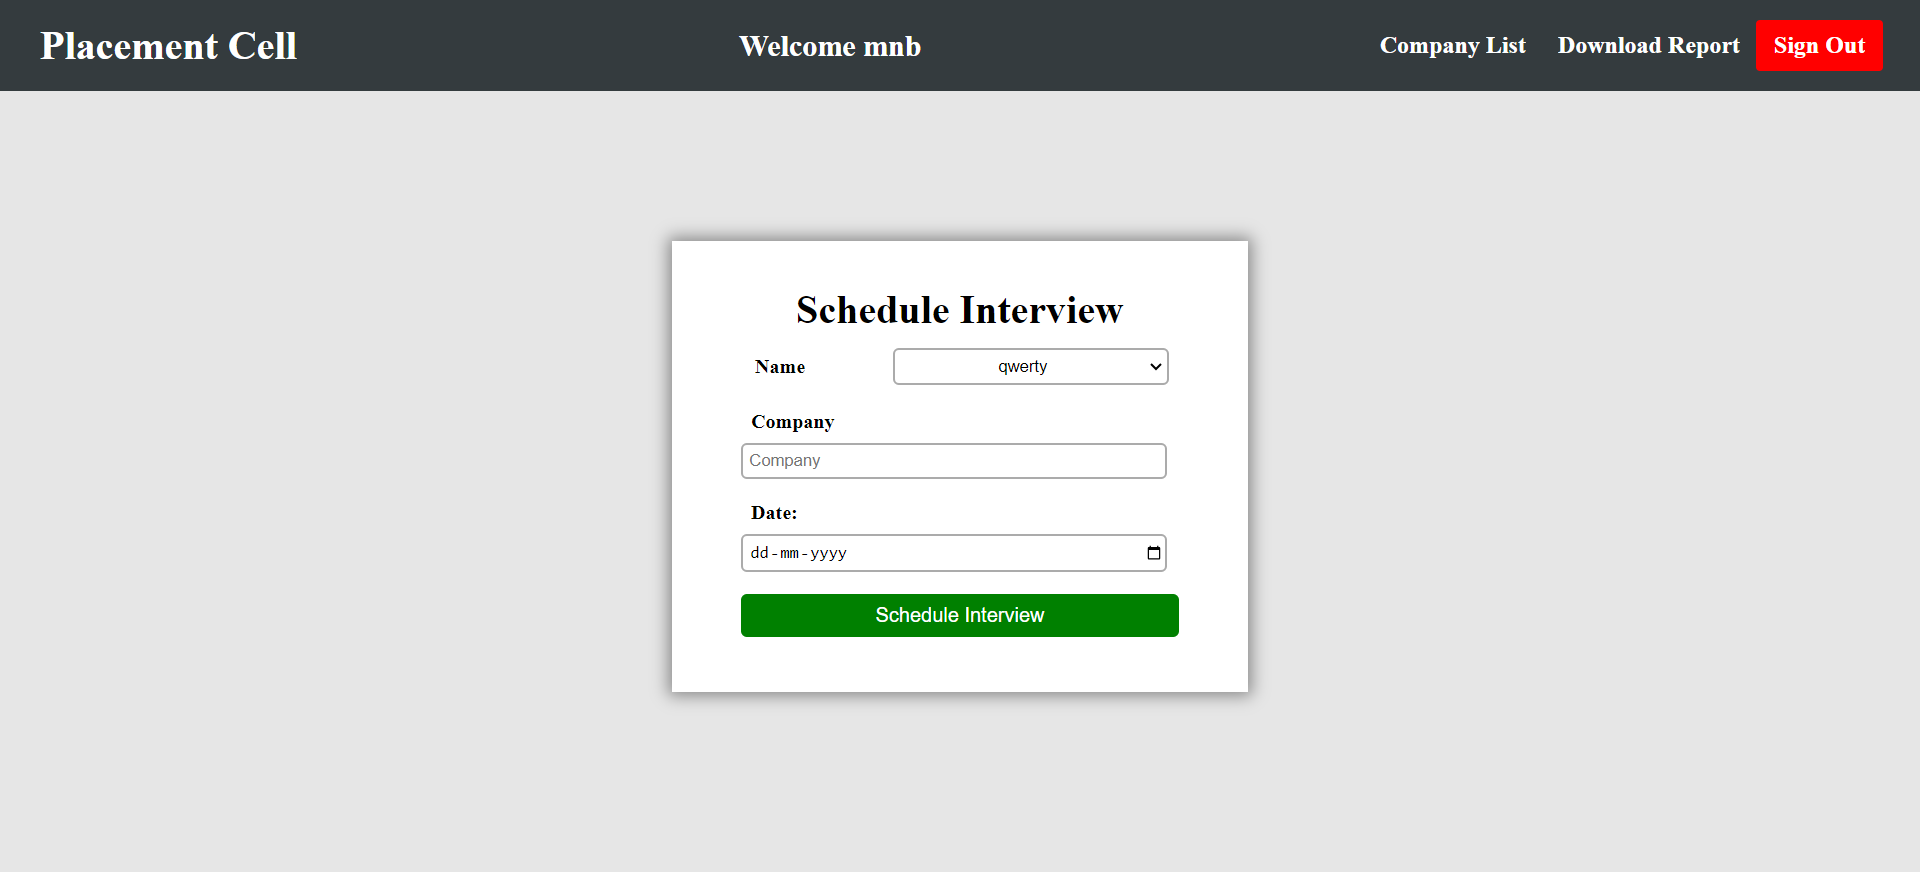 Placement Cell
Welcome mnb
Company List
Download Report
Sign Out
Schedule Interview
Name
qwerty
Company
Company
Date:
dd-mm-yyyy
Schedule Interview